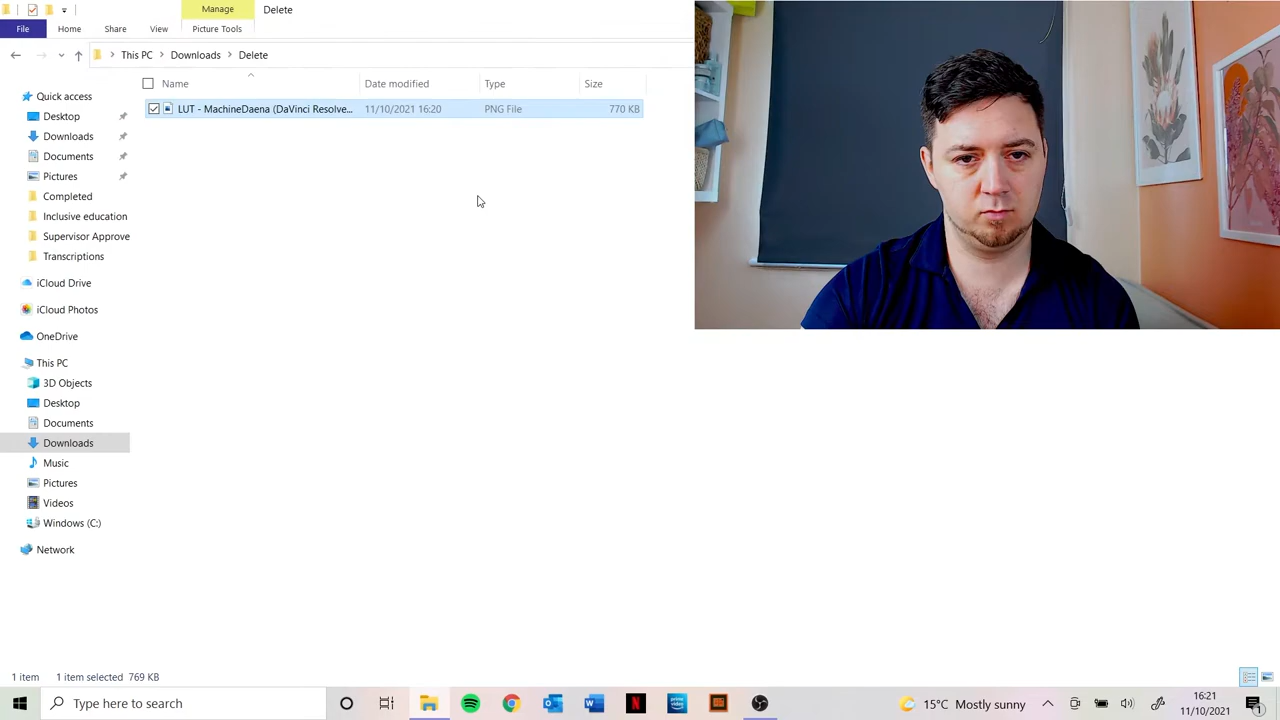 Manage Delete
File Home Share View Picture Tools
This PC Downloads Delete
Name Date modified Type Size
LUT - MachineDaena (DaVinci Resolve... 11/10/2021 16:20 PNG File 770 KB
Quick access
Desktop
Downloads
Documents
Pictures
Completed
Inclusive education
Supervisor Approve
Transcriptions
iCloud Drive
iCloud Photos
OneDrive
This PC
3D Objects
Desktop
Documents
Downloads
Music
Pictures
Videos
Windows (C:)
Network
1 item 1 item selected 769 KB
Type here to search 15°C Mostly sunny 16:21
11/10/2021 1